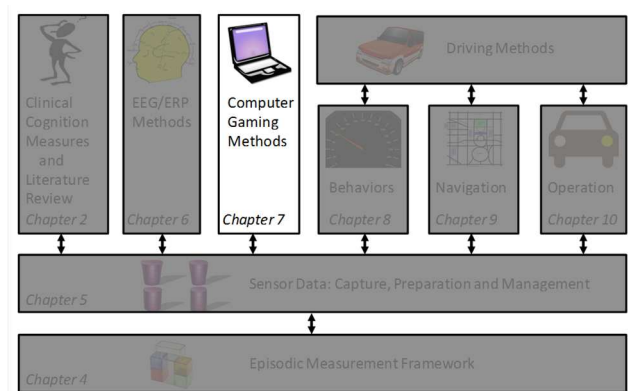 Clinical
Cognition
Measures
and
Literature
Review
Chapter 2
EEG/ERP
Methods
Chapter 6
Computer
Gaming
Methods
Chapter 7
Driving Methods
Behaviors
Chapter 8
Navigation
Chapter 9
Operation
Chapter 10
Sensor Data: Capture, Preparation and Management
Chapter 5
Episodic Measurement Framework
Chapter 4